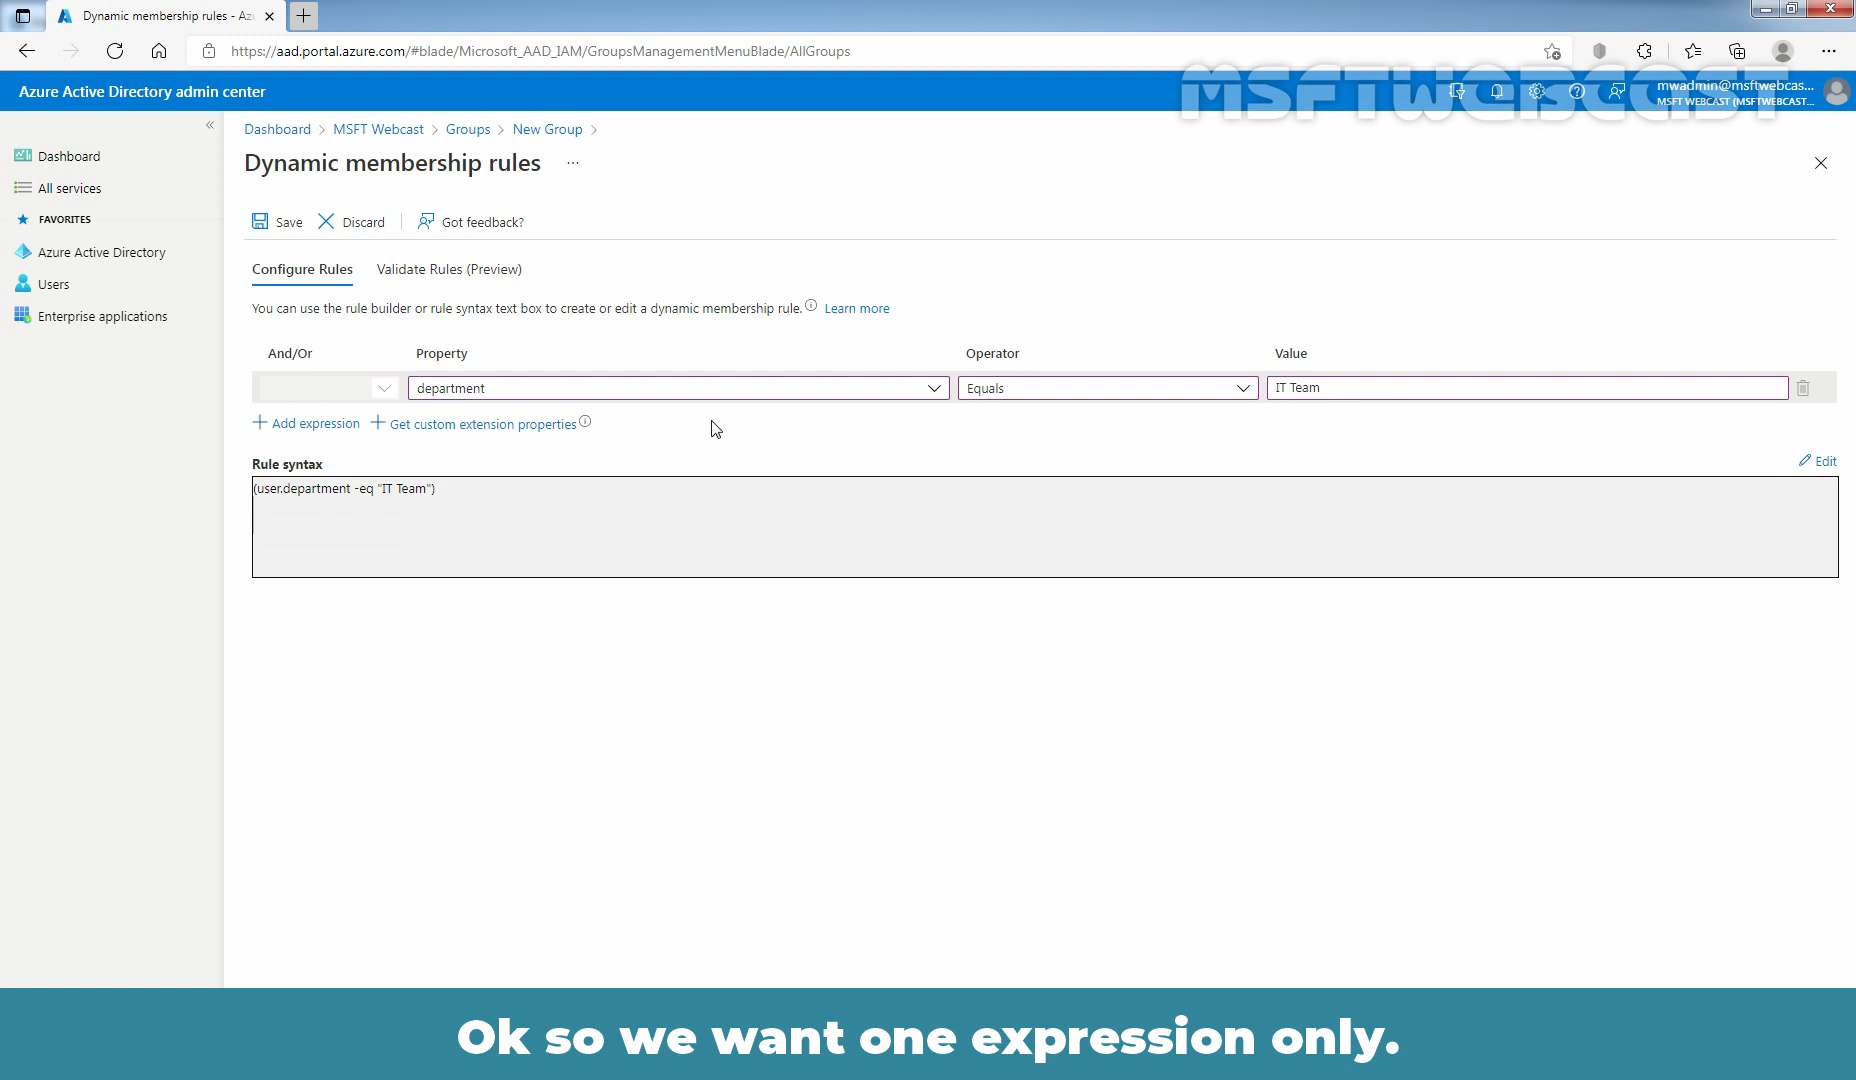 Dynamic membership rules - Az
https://aad.portal.azure.com/#blade/Microsoft_AAD_IAM/GroupsManagementMenuBlade/AllGroups
Azure Active Directory admin center
mwadmin@msftwebcas...
MSFT WEBCAST (MSFTWEBCAST...
MSFTWEBCAST
Dashboard > MSFT Webcast > Groups > New Group >
Dynamic membership rules ...
Dashboard
All services
FAVORITES
Azure Active Directory
Users
Enterprise applications
Save Discard Got feedback?
Configure Rules Validate Rules (Preview)
You can use the rule builder or rule syntax text box to create or edit a dynamic membership rule. Learn more
And/Or Property Operator Value
department Equals IT Team
+ Add expression + Get custom extension properties
Rule syntax Edit
(user.department -eq "IT Team")
Ok so we want one expression only.